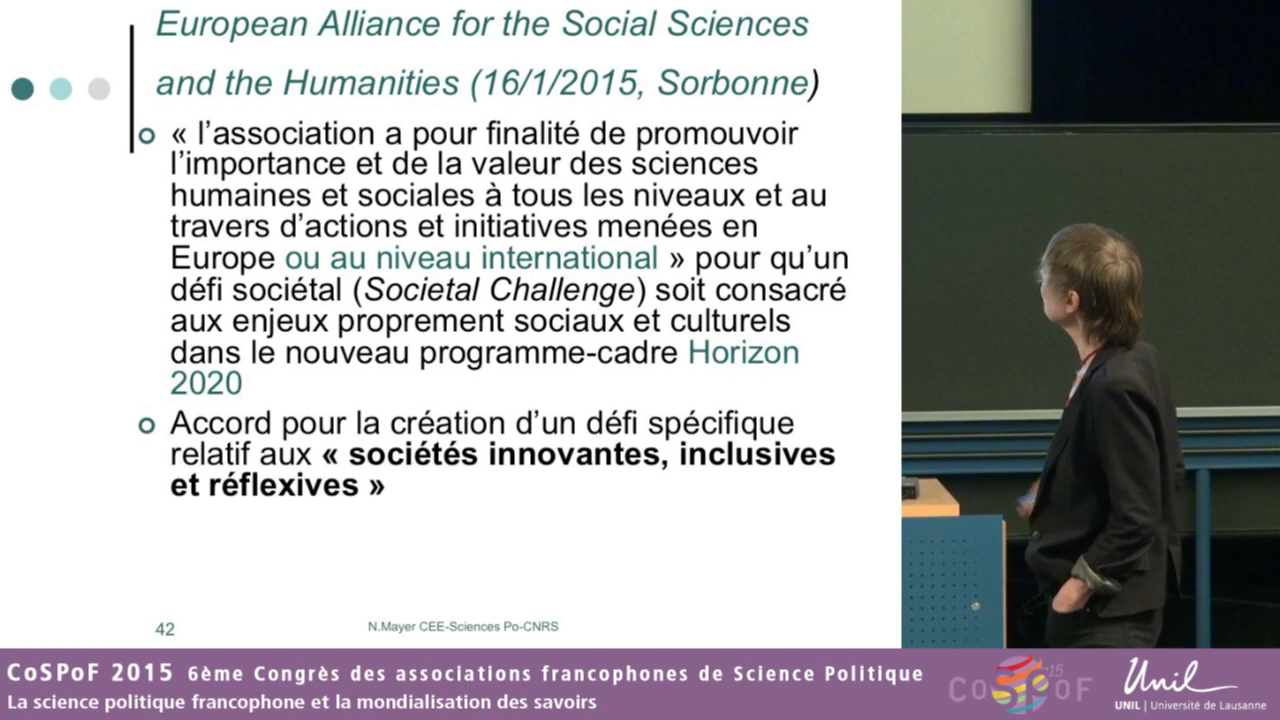 European Alliance for the Social Sciences
and the Humanities (16/1/2015, Sorbonne)
« l’association a pour finalité de promouvoir
l’importance et de la valeur des sciences
humaines et sociales à tous les niveaux et au
travers d’actions et initiatives menées en
Europe ou au niveau international » pour qu’un
défi sociétal (Societal Challenge) soit consacré
aux enjeux proprement sociaux et culturels
dans le nouveau programme-cadre Horizon
2020
Accord pour la création d’un défi spécifique
relatif aux « sociétés innovantes, inclusives
et réflexives »
42
N.Mayer CEE-Sciences Po-CNRS
CoSPoF 2015 6ème Congrès des associations francophones de Science Politique
La science politique francophone et la mondialisation des savoirs
CoSPoF '15
Unil
UNIL | Université de Lausanne